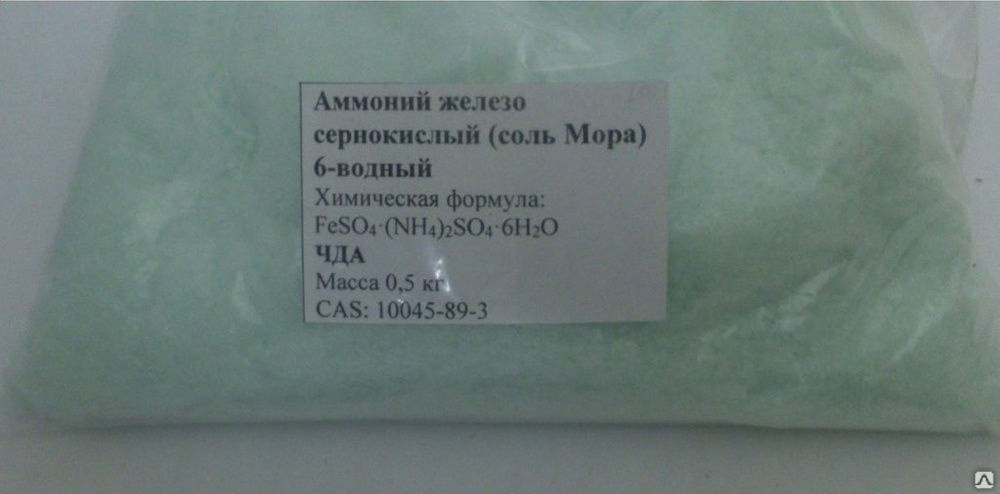 Аммоний железо
сернокислый (соль Мора)
6-водный
Химическая формула:
FeSO₄·(NH₄)₂SO₄·6H₂O
ЧДА
Масса 0,5 кг
CAS: 10045-89-3